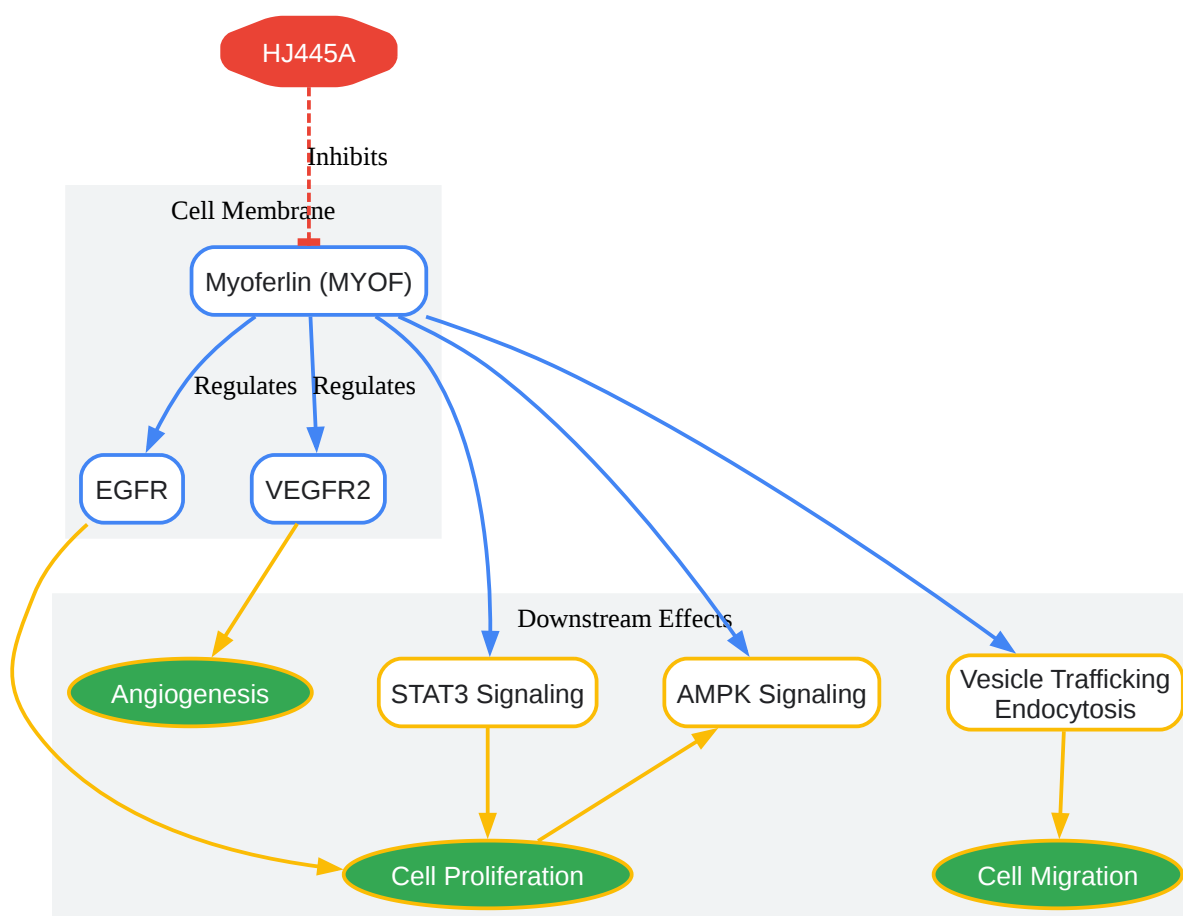 HJ445A
Inhibits
Cell Membrane
Myoferlin (MYOF)
Regulates
Regulates
EGFR
VEGFR2
Downstream Effects
Angiogenesis
STAT3 Signaling
AMPK Signaling
Vesicle Trafficking
Endocytosis
Cell Proliferation
Cell Migration